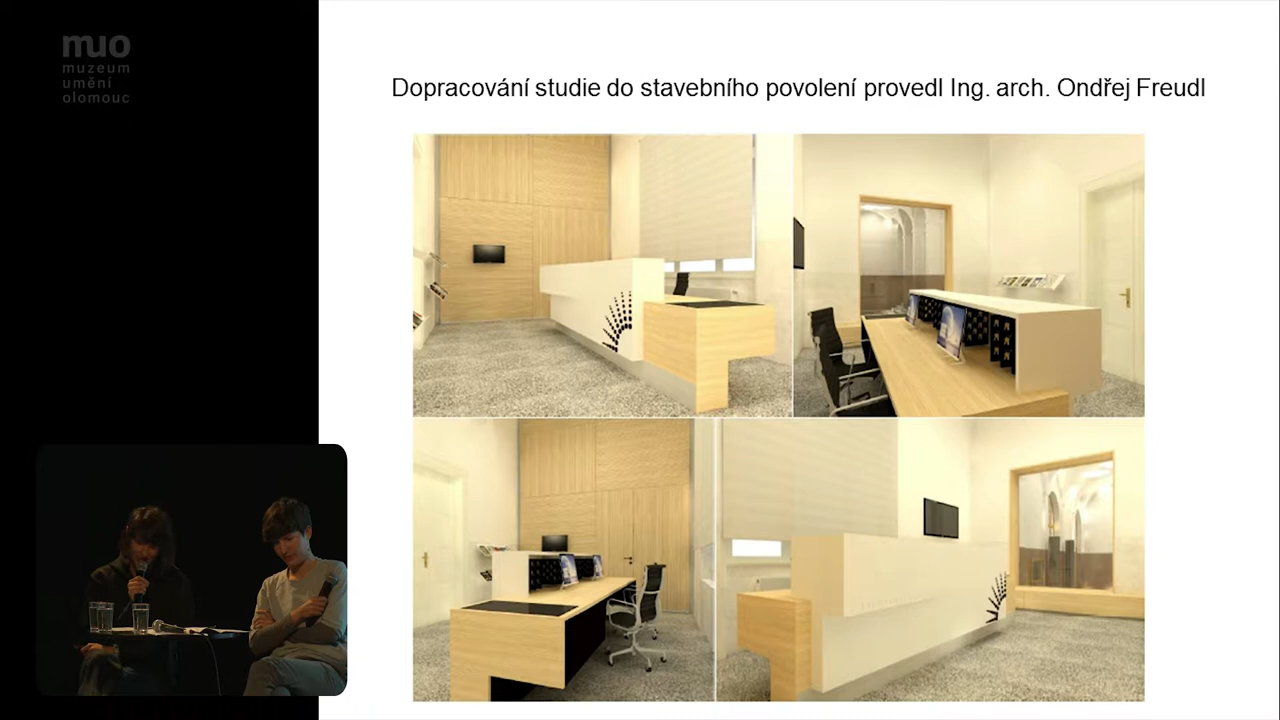 muo
muzeum
umění
olomouc
Dopracování studie do stavebního povolení provedl Ing. arch. Ondřej Freudl